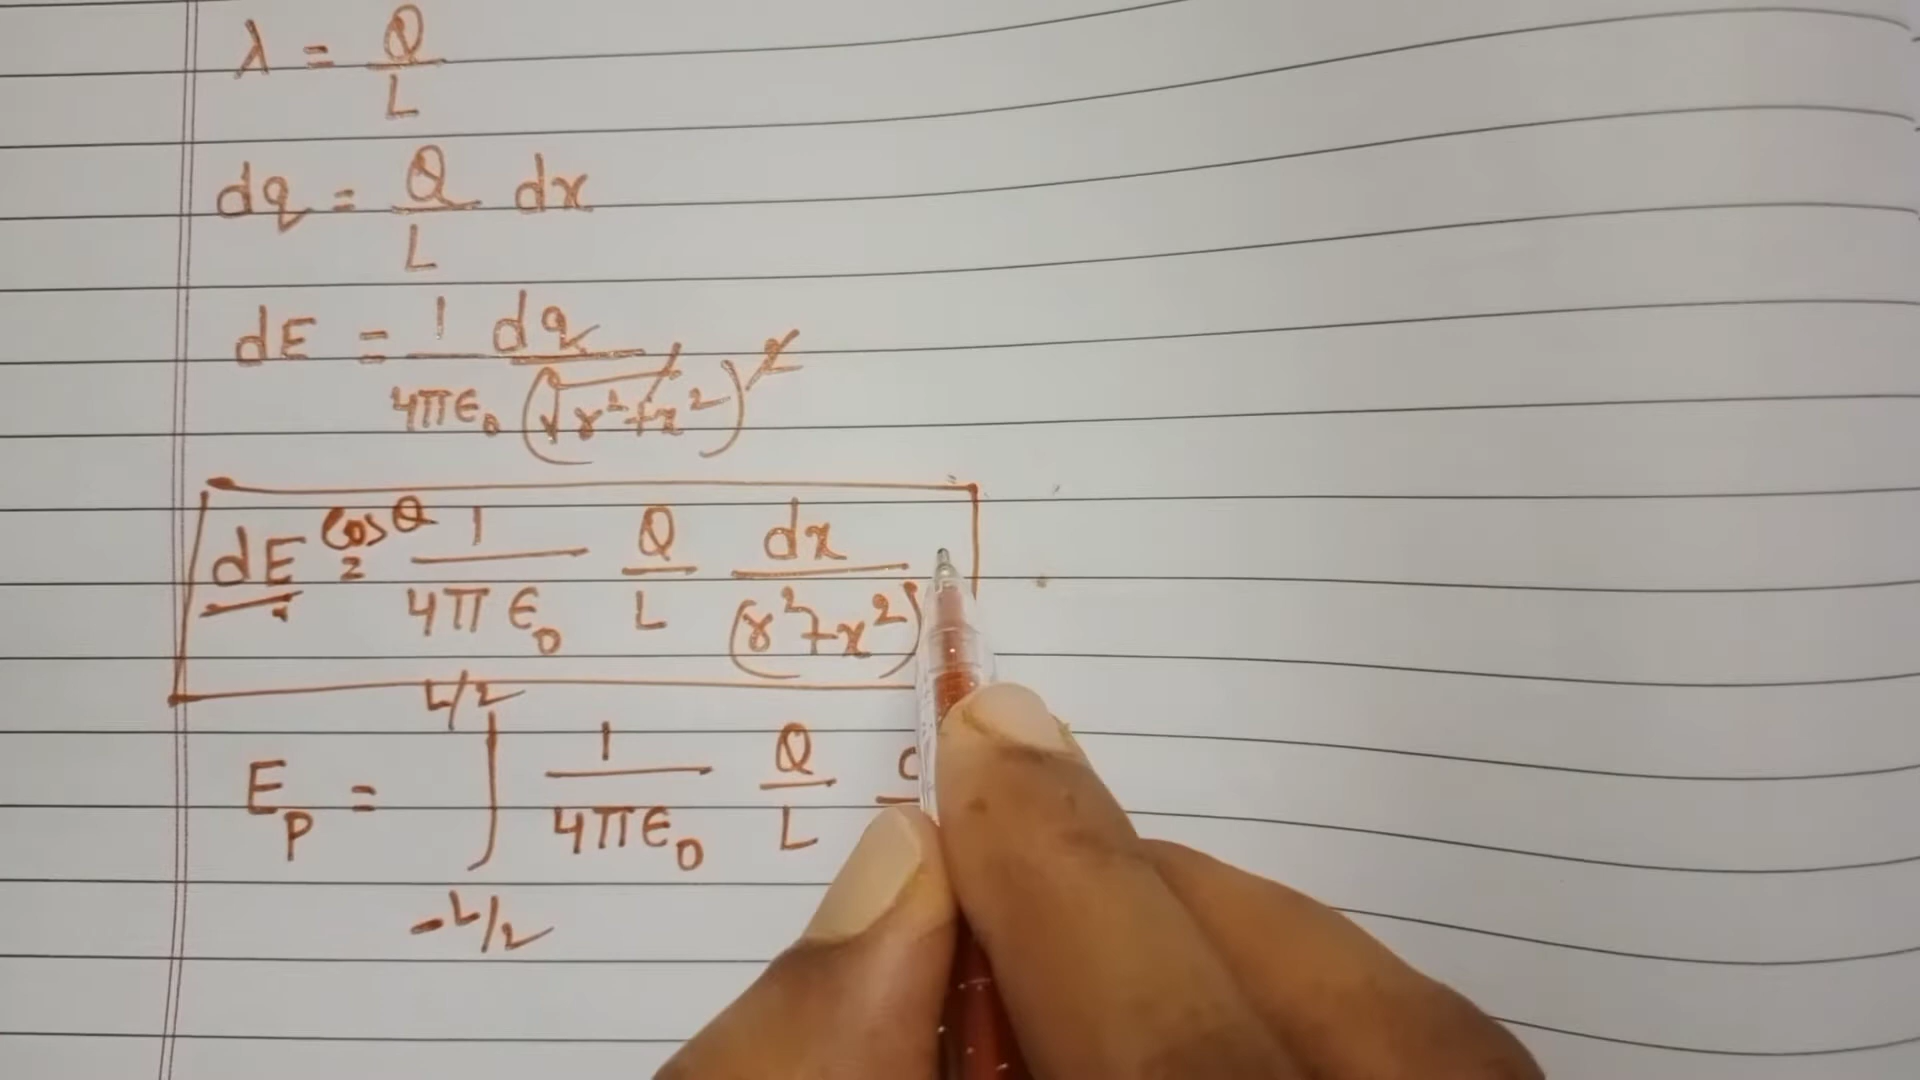 λ = Q/L
dq = Q/L dx
dE = 1/4πε₀ dq/(√r²+x²)²
dE cosθ = 1/4πε₀ Q/L dx/(r²+x²)
E_P = ∫_{-L/2}^{L/2} 1/4πε₀ Q/L